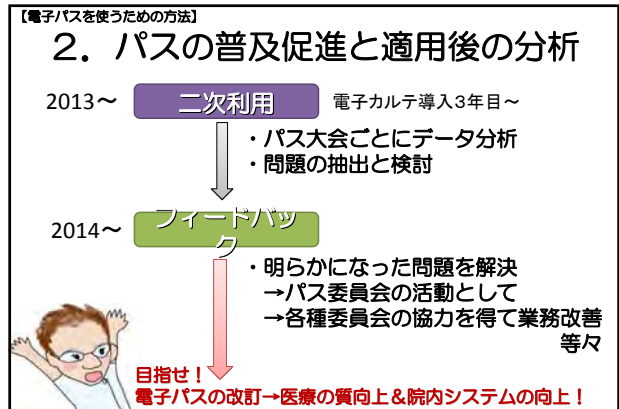 【電子パスを使うための方法】
２．パスの普及促進と適用後の分析
2013～ 二次利用 電子カルテ導入３年目～
・パス大会ごとにデータ分析
・問題の抽出と検討
2014～ フィードバッ
ク
・明らかになった問題を解決
→パス委員会の活動として
→各種委員会の協力を得て業務改善
等々
目指せ！
電子パスの改訂→医療の質向上＆院内システムの向上！